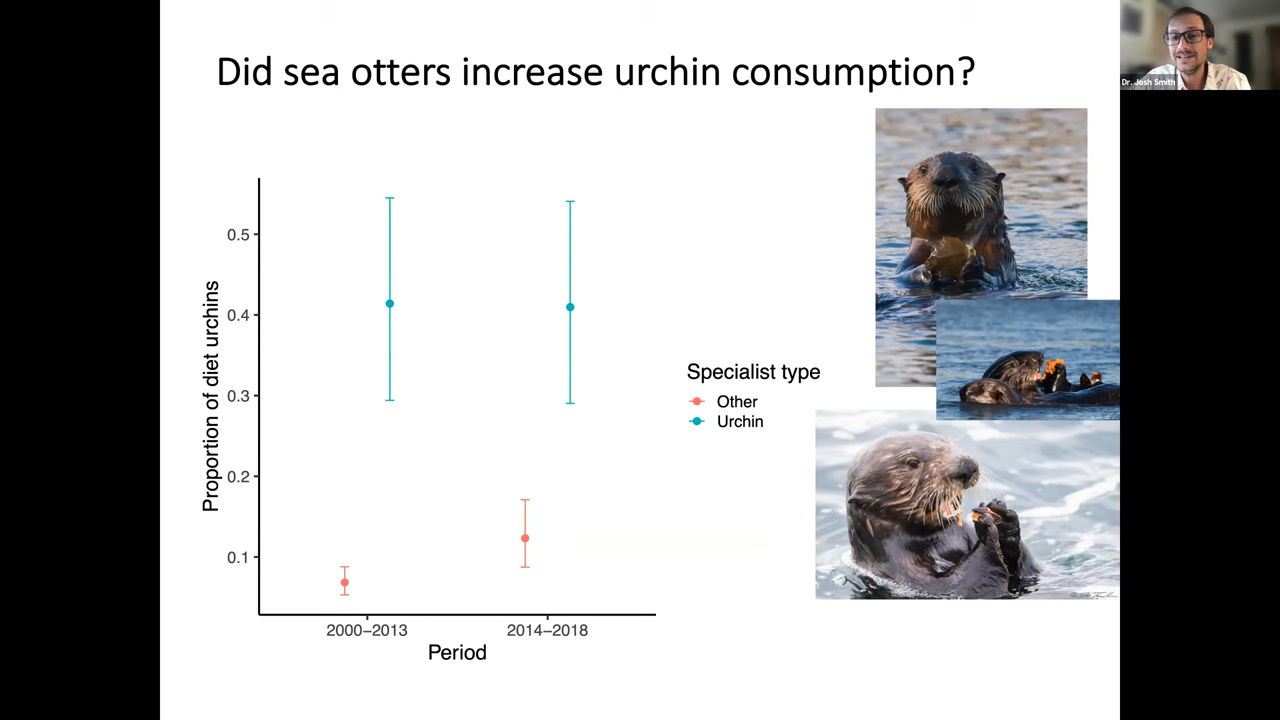 Did sea otters increase urchin consumption?
Dr. Josh Smith
Proportion of diet urchins
0.5
0.4
0.3
0.2
0.1
2000–2013
2014–2018
Period
Specialist type
Other
Urchin